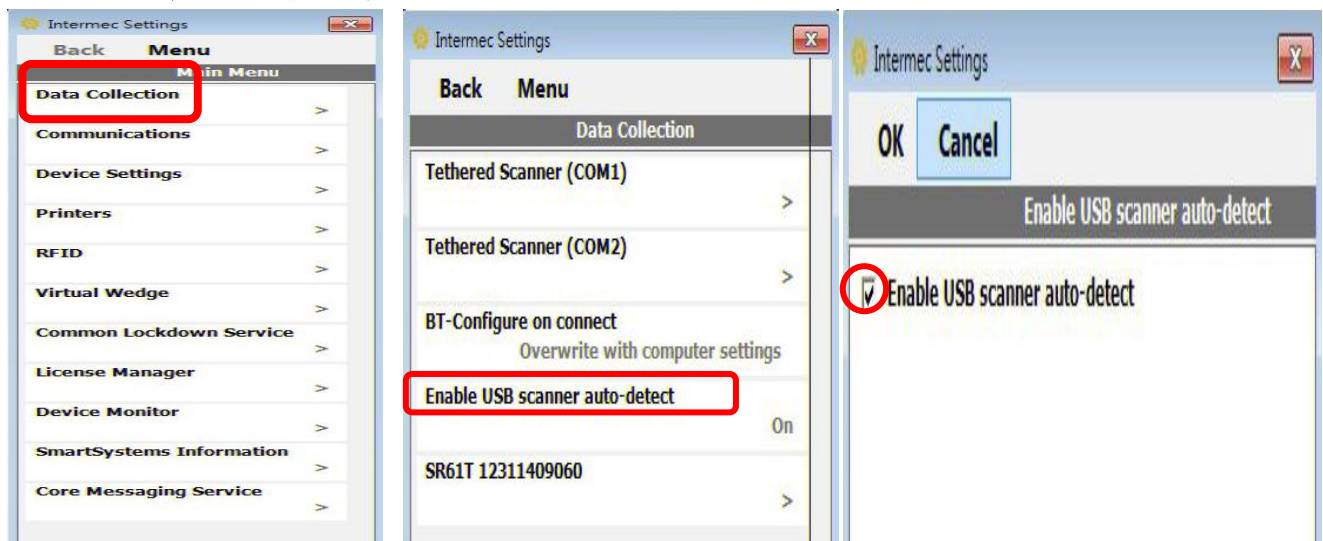 Intermec Settings
Back Menu
Main Menu
Data Collection
>
Communications
>
Device Settings
>
Printers
>
RFID
>
Virtual Wedge
>
Common Lockdown Service
>
License Manager
>
Device Monitor
>
SmartSystems Information
>
Core Messaging Service
>
Intermec Settings
Back Menu
Data Collection
Tethered Scanner (COM1)
>
Tethered Scanner (COM2)
>
BT-Configure on connect
Overwrite with computer settings
Enable USB scanner auto-detect
On
SR61T 12311409060
>
Intermec Settings
OK Cancel
Enable USB scanner auto-detect
Enable USB scanner auto-detect